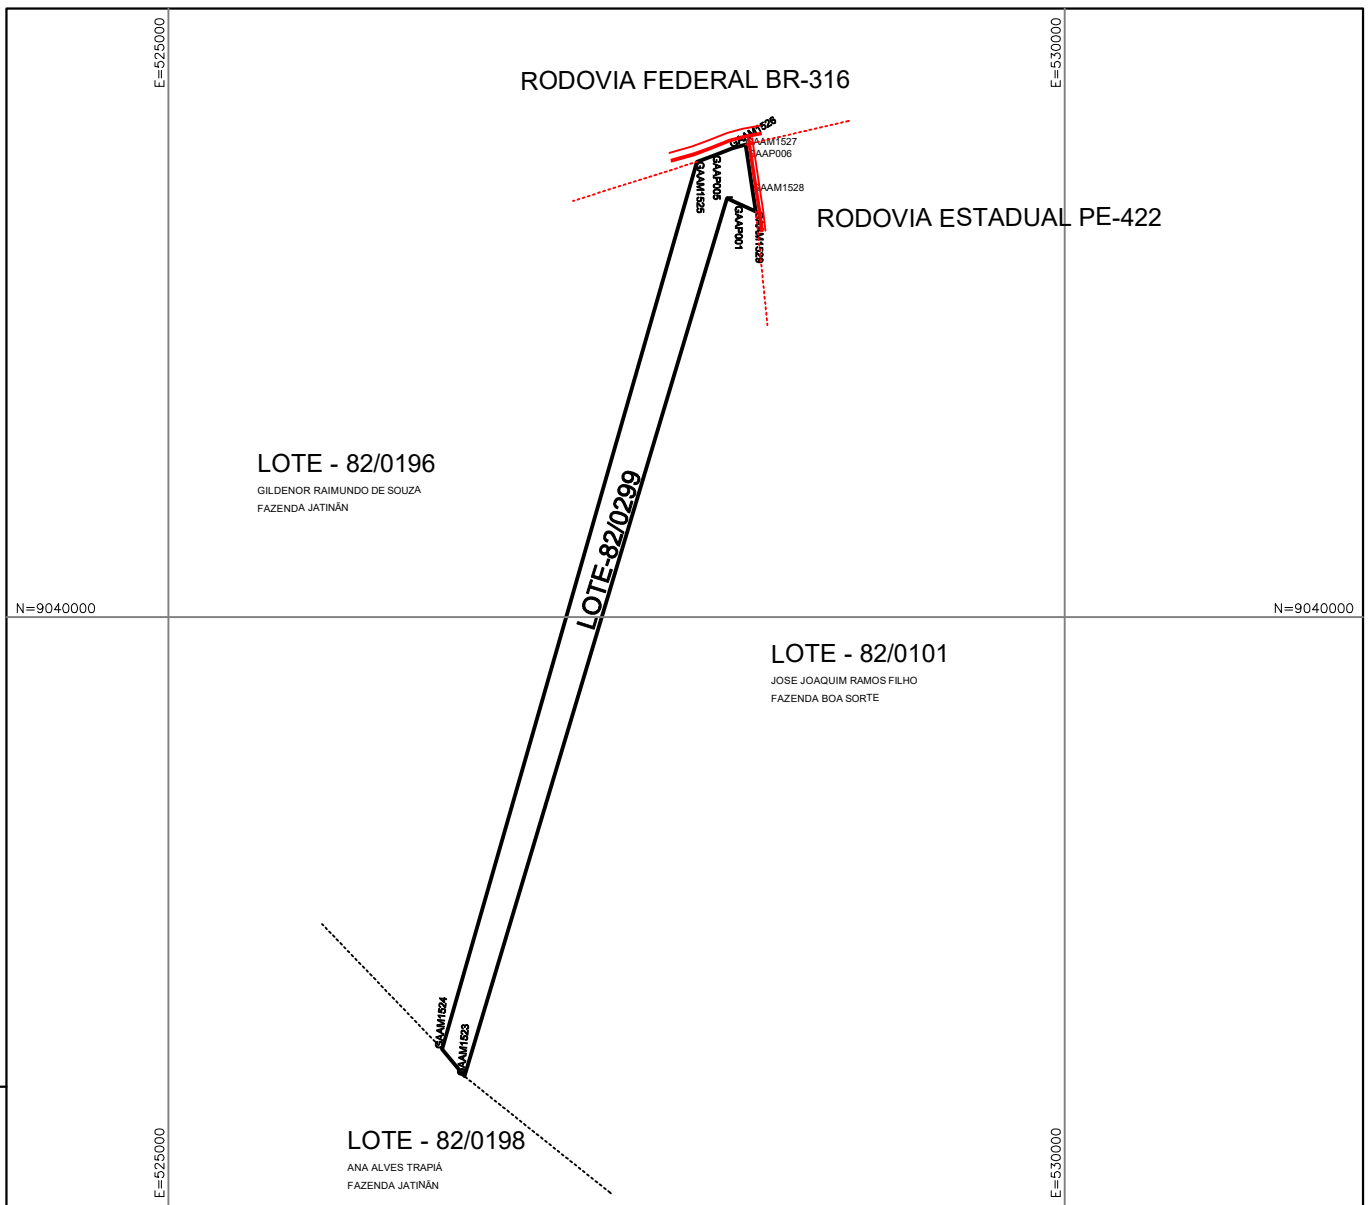 E=525000
E=530000
RODOVIA FEDERAL BR-316
GAAM1526
GAAM1527
GAAP006
GAAP005
GAAM1525
GAAM1528
GAAP001
GAAM1529
RODOVIA ESTADUAL PE-422
LOTE - 82/0196
GILDENOR RAIMUNDO DE SOUZA
FAZENDA JATINÃN
LOTE-82/0299
N=9040000
N=9040000
LOTE - 82/0101
JOSE JOAQUIM RAMOS FILHO
FAZENDA BOA SORTE
GAAM1524
GAAM1523
LOTE - 82/0198
ANA ALVES TRAPIÁ
FAZENDA JATINÃN
E=525000
E=530000